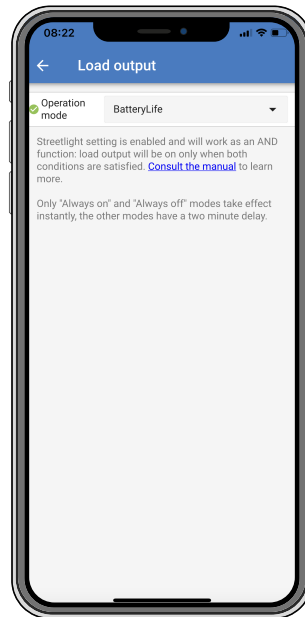 08:22
Load output
Operation
mode
BatteryLife
Streetlight setting is enabled and will work as an AND
function: load output will be on only when both
conditions are satisfied. Consult the manual to learn
more.
Only "Always on" and "Always off" modes take effect
instantly, the other modes have a two minute delay.